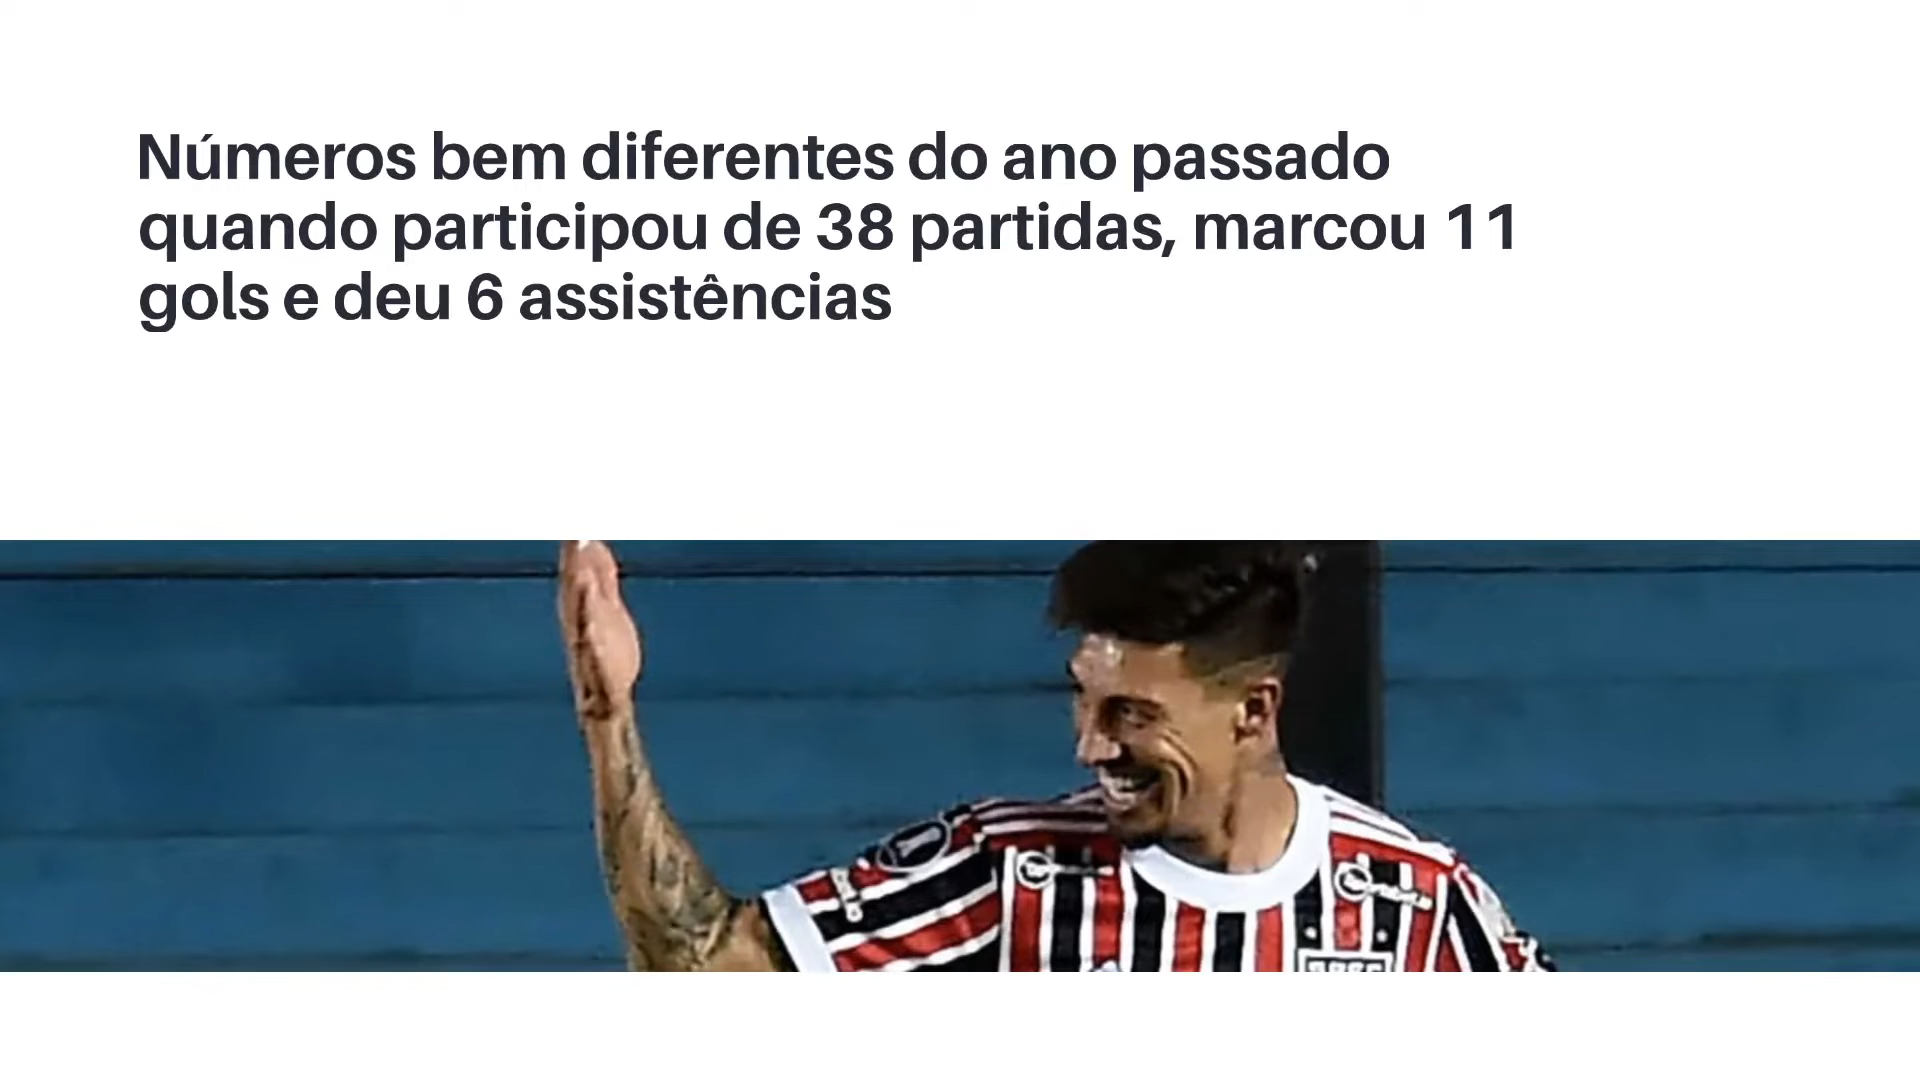 Números bem diferentes do ano passado
quando participou de 38 partidas, marcou 11
gols e deu 6 assistências